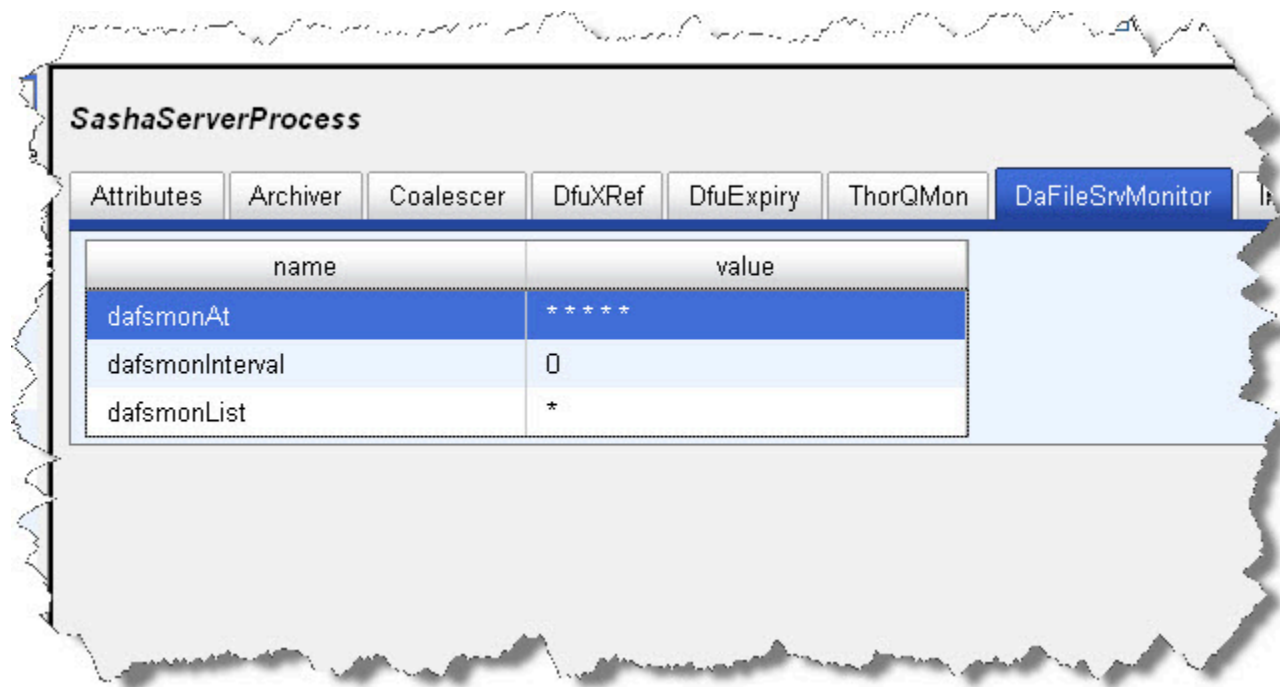 SashaServerProcess
Attributes Archiver Coalescer DfuXRef DfuExpiry ThorQMon DaFileSrvMonitor
name value
dafsmonAt * * * * *
dafsmonInterval 0
dafsmonList *